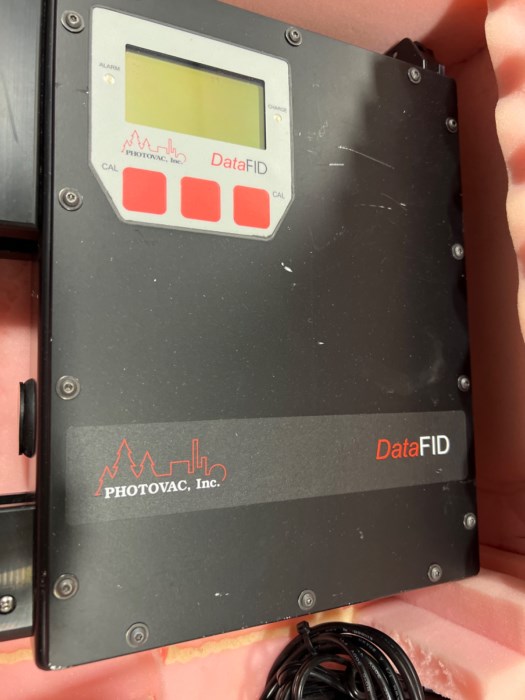 ALARM
CHARGE
PHOTOVAC, Inc.
DataFID
CAL
CAL
PHOTOVAC, Inc.
DataFID